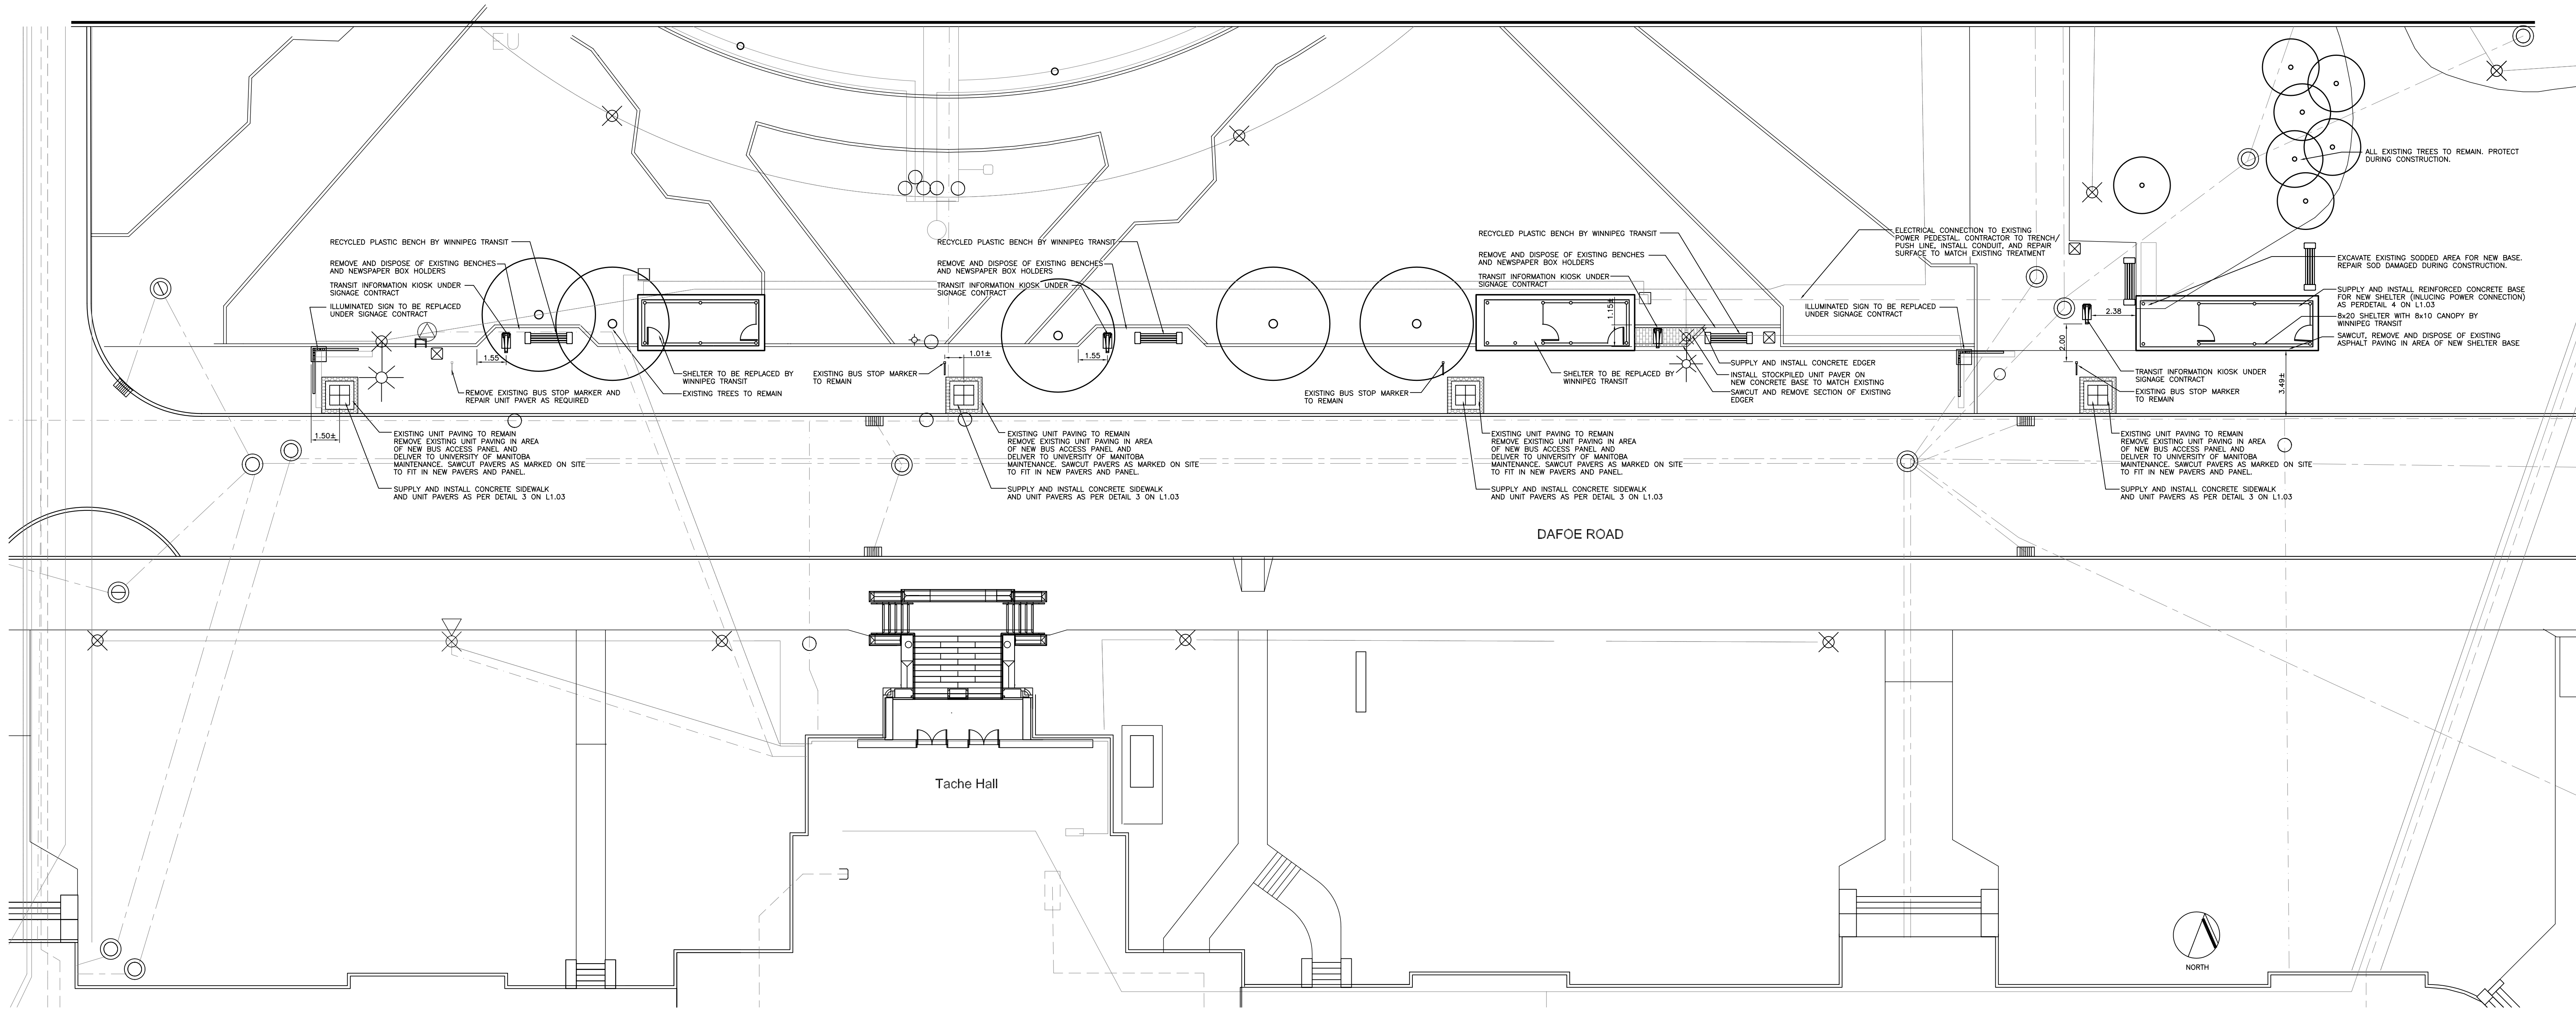 EU
ALL EXISTING TREES TO REMAIN. PROTECT
DURING CONSTRUCTION.
RECYCLED PLASTIC BENCH BY WINNIPEG TRANSIT
REMOVE AND DISPOSE OF EXISTING BENCHES
AND NEWSPAPER BOX HOLDERS
TRANSIT INFORMATION KIOSK UNDER
SIGNAGE CONTRACT
ILLUMINATED SIGN TO BE REPLACED
UNDER SIGNAGE CONTRACT
RECYCLED PLASTIC BENCH BY WINNIPEG TRANSIT
REMOVE AND DISPOSE OF EXISTING BENCHES
AND NEWSPAPER BOX HOLDERS
TRANSIT INFORMATION KIOSK UNDER
SIGNAGE CONTRACT
RECYCLED PLASTIC BENCH BY WINNIPEG TRANSIT
REMOVE AND DISPOSE OF EXISTING BENCHES
AND NEWSPAPER BOX HOLDERS
TRANSIT INFORMATION KIOSK UNDER
SIGNAGE CONTRACT
ELECTRICAL CONNECTION TO EXISTING
POWER PEDESTAL. CONTRACTOR TO TRENCH/
PUSH LINE, INSTALL CONDUIT, AND REPAIR
SURFACE TO MATCH EXISTING TREATMENT
ILLUMINATED SIGN TO BE REPLACED
UNDER SIGNAGE CONTRACT
EXCAVATE EXISTING SODDED AREA FOR NEW BASE.
REPAIR SOD DAMAGED DURING CONSTRUCTION.
SUPPLY AND INSTALL REINFORCED CONCRETE BASE
FOR NEW SHELTER (INLUCING POWER CONNECTION)
AS PERDETAIL 4 ON L1.03
8x20 SHELTER WITH 8x10 CANOPY BY
WINNIPEG TRANSIT
SAWCUT, REMOVE AND DISPOSE OF EXISTING
ASPHALT PAVING IN AREA OF NEW SHELTER BASE
1.55
1.01±
1.55
1.15±
2.38
2.00
3.49±
1.50±
REMOVE EXISTING BUS STOP MARKER AND
REPAIR UNIT PAVER AS REQUIRED
SHELTER TO BE REPLACED BY
WINNIPEG TRANSIT
EXISTING TREES TO REMAIN
EXISTING BUS STOP MARKER
TO REMAIN
EXISTING BUS STOP MARKER
TO REMAIN
SHELTER TO BE REPLACED BY
WINNIPEG TRANSIT
SUPPLY AND INSTALL CONCRETE EDGER
INSTALL STOCKPILED UNIT PAVER ON
NEW CONCRETE BASE TO MATCH EXISTING
SAWCUT AND REMOVE SECTION OF EXISTING
EDGER
TRANSIT INFORMATION KIOSK UNDER
SIGNAGE CONTRACT
EXISTING BUS STOP MARKER
TO REMAIN
EXISTING UNIT PAVING TO REMAIN
REMOVE EXISTING UNIT PAVING IN AREA
OF NEW BUS ACCESS PANEL AND
DELIVER TO UNIVERSITY OF MANITOBA
MAINTENANCE. SAWCUT PAVERS AS MARKED ON SITE
TO FIT IN NEW PAVERS AND PANEL.
SUPPLY AND INSTALL CONCRETE SIDEWALK
AND UNIT PAVERS AS PER DETAIL 3 ON L1.03
EXISTING UNIT PAVING TO REMAIN
REMOVE EXISTING UNIT PAVING IN AREA
OF NEW BUS ACCESS PANEL AND
DELIVER TO UNIVERSITY OF MANITOBA
MAINTENANCE. SAWCUT PAVERS AS MARKED ON SITE
TO FIT IN NEW PAVERS AND PANEL.
SUPPLY AND INSTALL CONCRETE SIDEWALK
AND UNIT PAVERS AS PER DETAIL 3 ON L1.03
EXISTING UNIT PAVING TO REMAIN
REMOVE EXISTING UNIT PAVING IN AREA
OF NEW BUS ACCESS PANEL AND
DELIVER TO UNIVERSITY OF MANITOBA
MAINTENANCE. SAWCUT PAVERS AS MARKED ON SITE
TO FIT IN NEW PAVERS AND PANEL.
SUPPLY AND INSTALL CONCRETE SIDEWALK
AND UNIT PAVERS AS PER DETAIL 3 ON L1.03
EXISTING UNIT PAVING TO REMAIN
REMOVE EXISTING UNIT PAVING IN AREA
OF NEW BUS ACCESS PANEL AND
DELIVER TO UNIVERSITY OF MANITOBA
MAINTENANCE. SAWCUT PAVERS AS MARKED ON SITE
TO FIT IN NEW PAVERS AND PANEL.
SUPPLY AND INSTALL CONCRETE SIDEWALK
AND UNIT PAVERS AS PER DETAIL 3 ON L1.03
DAFOE ROAD
Tache Hall
NORTH